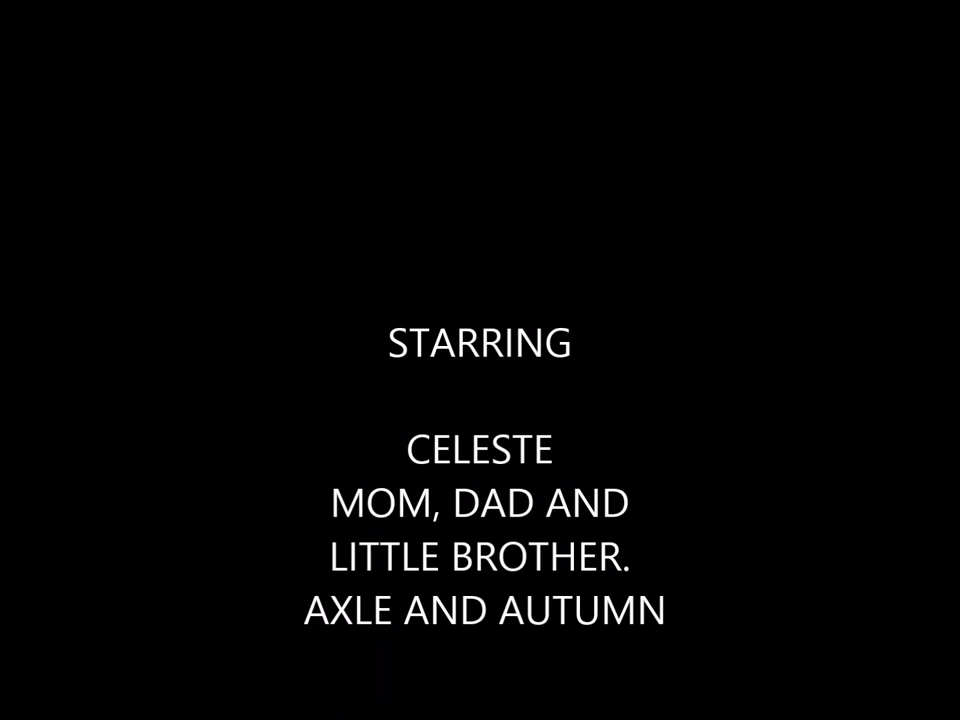 STARRING
CELESTE
MOM, DAD AND
LITTLE BROTHER.
AXLE AND AUTUMN